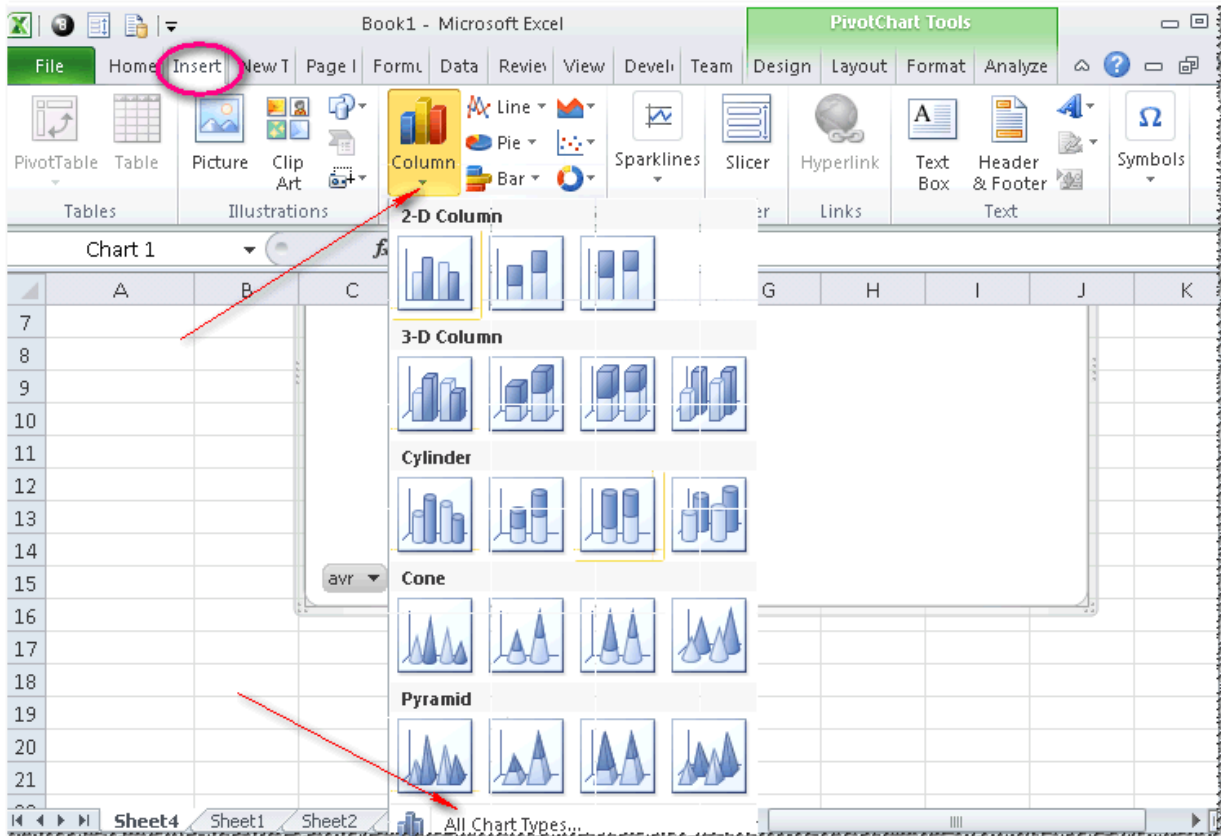 Book1 - Microsoft Excel
PivotChart Tools
File Home Insert New T Page l Formu Data Review View Develo Team Design Layout Format Analyze
PivotTable Table Picture Clip Art
Column Line Pie Bar
Sparklines Slicer Hyperlink Text Box Header & Footer Symbols
Tables Illustrations er Links Text
Chart 1 fx
2-D Column
A B C G H I J K
7
3-D Column
8
9
10
11
Cylinder
12
13
14
15 avr Cone
16
17
18
19 Pyramid
20
21
Sheet4 Sheet1 Sheet2 All Chart Types...